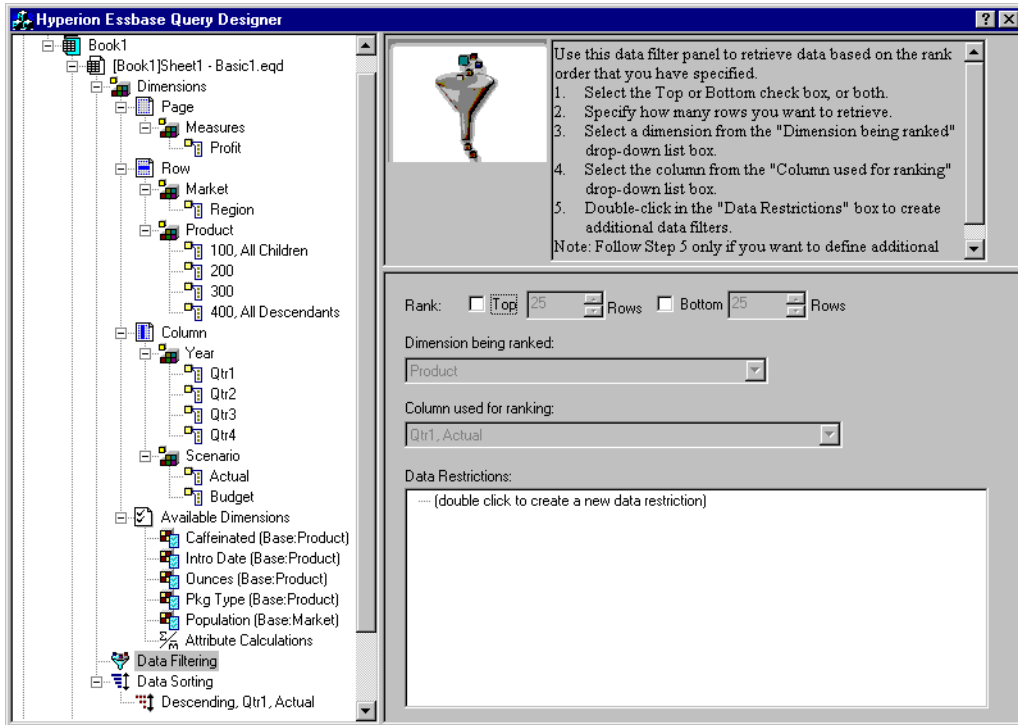 Hyperion Essbase Query Designer
Book1
[Book1]Sheet1 - Basic1.eqd
Dimensions
Page
Measures
Profit
Row
Market
Region
Product
100, All Children
200
300
400, All Descendants
Column
Year
Qtr1
Qtr2
Qtr3
Qtr4
Scenario
Actual
Budget
Available Dimensions
Caffeinated (Base:Product)
Intro Date (Base:Product)
Ounces (Base:Product)
Pkg Type (Base:Product)
Population (Base:Market)
Attribute Calculations
Data Filtering
Data Sorting
Descending, Qtr1, Actual
Use this data filter panel to retrieve data based on the rank
order that you have specified.
1. Select the Top or Bottom check box, or both.
2. Specify how many rows you want to retrieve.
3. Select a dimension from the "Dimension being ranked"
drop-down list box.
4. Select the column from the "Column used for ranking"
drop-down list box.
5. Double-click in the "Data Restrictions" box to create
additional data filters.
Note: Follow Step 5 only if you want to define additional
Rank: Top 25 Rows Bottom 25 Rows
Dimension being ranked:
Product
Column used for ranking:
Qtr1, Actual
Data Restrictions:
(double click to create a new data restriction)